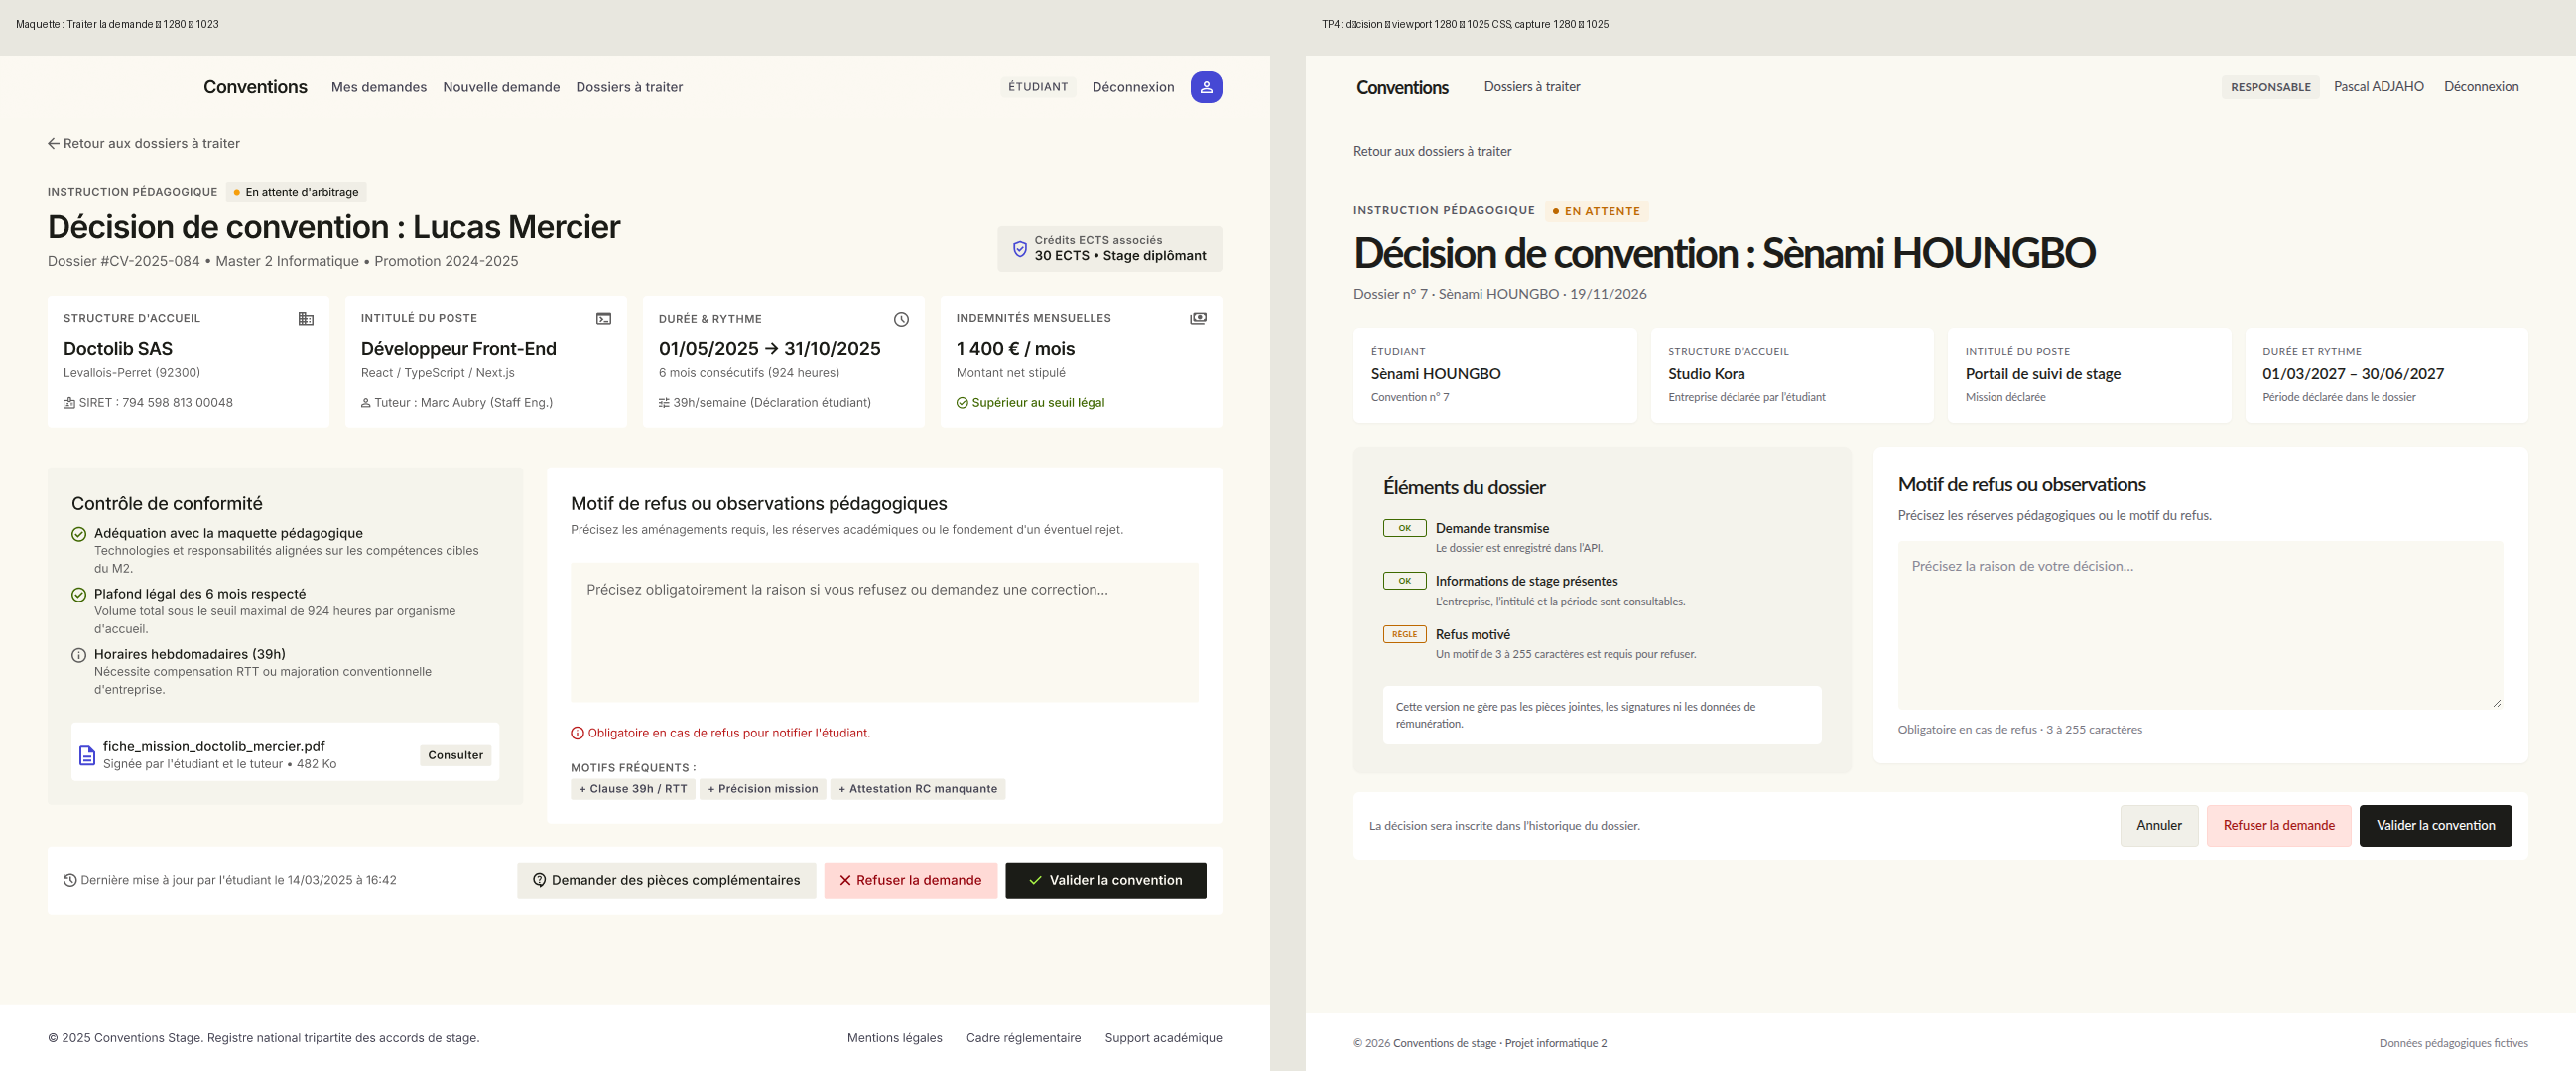 Maquette : Traiter la demande □ 1280 □ 1023
Conventions
Mes demandes
Nouvelle demande
Dossiers à traiter
ÉTUDIANT
Déconnexion
Retour aux dossiers à traiter
INSTRUCTION PÉDAGOGIQUE
En attente d'arbitrage
Décision de convention : Lucas Mercier
Dossier #CV-2025-084 • Master 2 Informatique • Promotion 2024-2025
Crédits ECTS associés
30 ECTS • Stage diplômant
STRUCTURE D'ACCUEIL
Doctolib SAS
Levallois-Perret (92300)
SIRET : 794 598 813 00048
INTITULÉ DU POSTE
Développeur Front-End
React / TypeScript / Next.js
Tuteur : Marc Aubry (Staff Eng.)
DURÉE & RYTHME
01/05/2025 → 31/10/2025
6 mois consécutifs (924 heures)
39h/semaine (Déclaration étudiant)
INDEMNITÉS MENSUELLES
1 400 € / mois
Montant net stipulé
Supérieur au seuil légal
Contrôle de conformité
Adéquation avec la maquette pédagogique
Technologies et responsabilités alignées sur les compétences cibles
du M2.
Plafond légal des 6 mois respecté
Volume total sous le seuil maximal de 924 heures par organisme
d'accueil.
Horaires hebdomadaires (39h)
Nécessite compensation RTT ou majoration conventionnelle
d'entreprise.
fiche_mission_doctolib_mercier.pdf
Signée par l'étudiant et le tuteur • 482 Ko
Consulter
Motif de refus ou observations pédagogiques
Précisez les aménagements requis, les réserves académiques ou le fondement d'un éventuel rejet.
Précisez obligatoirement la raison si vous refusez ou demandez une correction...
Obligatoire en cas de refus pour notifier l'étudiant.
MOTIFS FRÉQUENTS :
+ Clause 39h / RTT
+ Précision mission
+ Attestation RC manquante
Dernière mise à jour par l'étudiant le 14/03/2025 à 16:42
Demander des pièces complémentaires
Refuser la demande
Valider la convention
© 2025 Conventions Stage. Registre national tripartite des accords de stage.
Mentions légales
Cadre réglementaire
Support académique
TP4 : d□cision □ viewport 1280 □ 1025 CSS, capture 1280 □ 1025
Conventions
Dossiers à traiter
RESPONSABLE
Pascal ADJAHO
Déconnexion
Retour aux dossiers à traiter
INSTRUCTION PÉDAGOGIQUE
EN ATTENTE
Décision de convention : Sènami HOUNGBO
Dossier n° 7 · Sènami HOUNGBO · 19/11/2026
ÉTUDIANT
Sènami HOUNGBO
Convention n° 7
STRUCTURE D'ACCUEIL
Studio Kora
Entreprise déclarée par l'étudiant
INTITULÉ DU POSTE
Portail de suivi de stage
Mission déclarée
DURÉE ET RYTHME
01/03/2027 – 30/06/2027
Période déclarée dans le dossier
Éléments du dossier
OK
Demande transmise
Le dossier est enregistré dans l'API.
OK
Informations de stage présentes
L'entreprise, l'intitulé et la période sont consultables.
RÈGLE
Refus motivé
Un motif de 3 à 255 caractères est requis pour refuser.
Cette version ne gère pas les pièces jointes, les signatures ni les données de
rémunération.
Motif de refus ou observations
Précisez les réserves pédagogiques ou le motif du refus.
Précisez la raison de votre décision...
Obligatoire en cas de refus · 3 à 255 caractères
La décision sera inscrite dans l'historique du dossier.
Annuler
Refuser la demande
Valider la convention
© 2026 Conventions de stage · Projet informatique 2
Données pédagogiques fictives